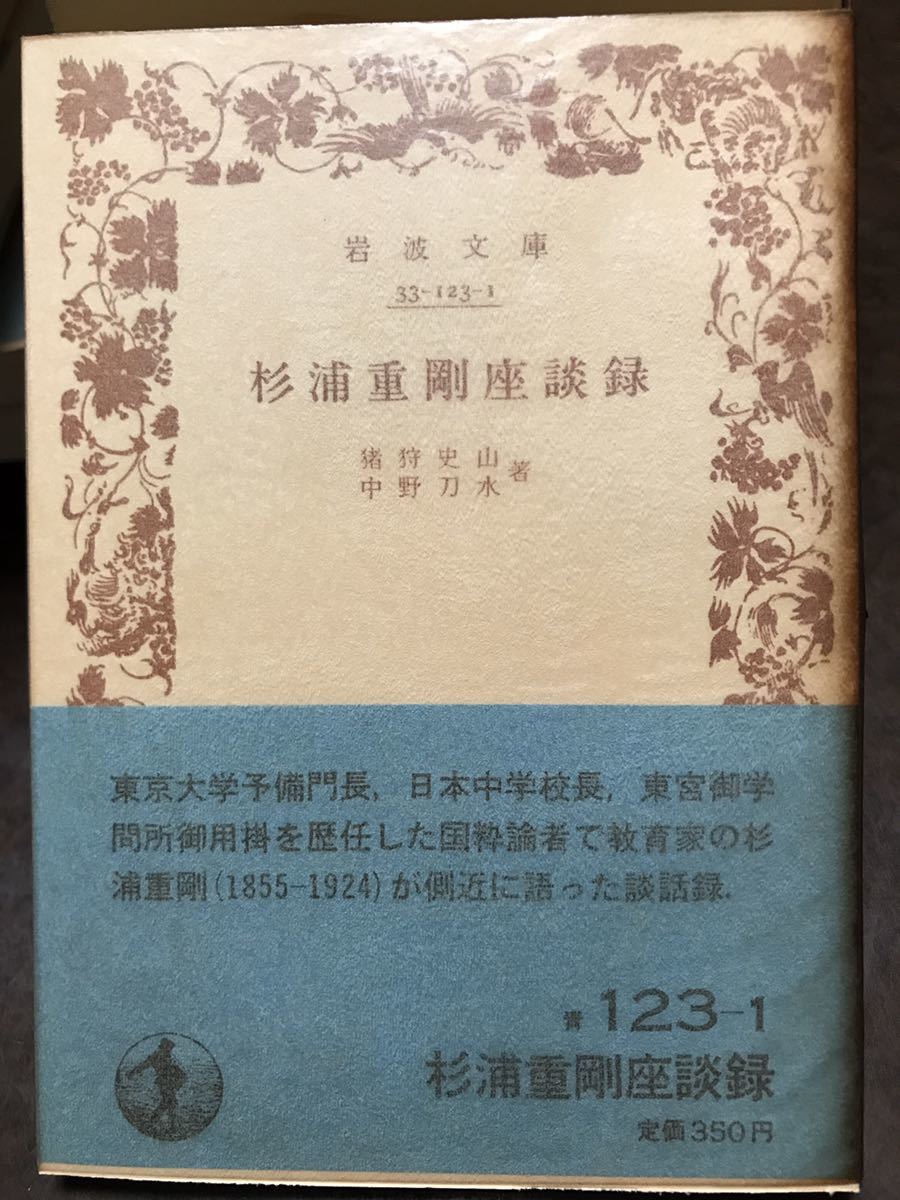 岩波文庫
33-123-1
杉浦重剛座談録
猪狩史山
中野刀水 著
東京大学予備門長，日本中学校長，東宮御学
問所御用掛を歴任した国粋論者で教育家の杉
浦重剛(1855-1924)が側近に語った談話録.
青 123-1
杉浦重剛座談録
定価350円